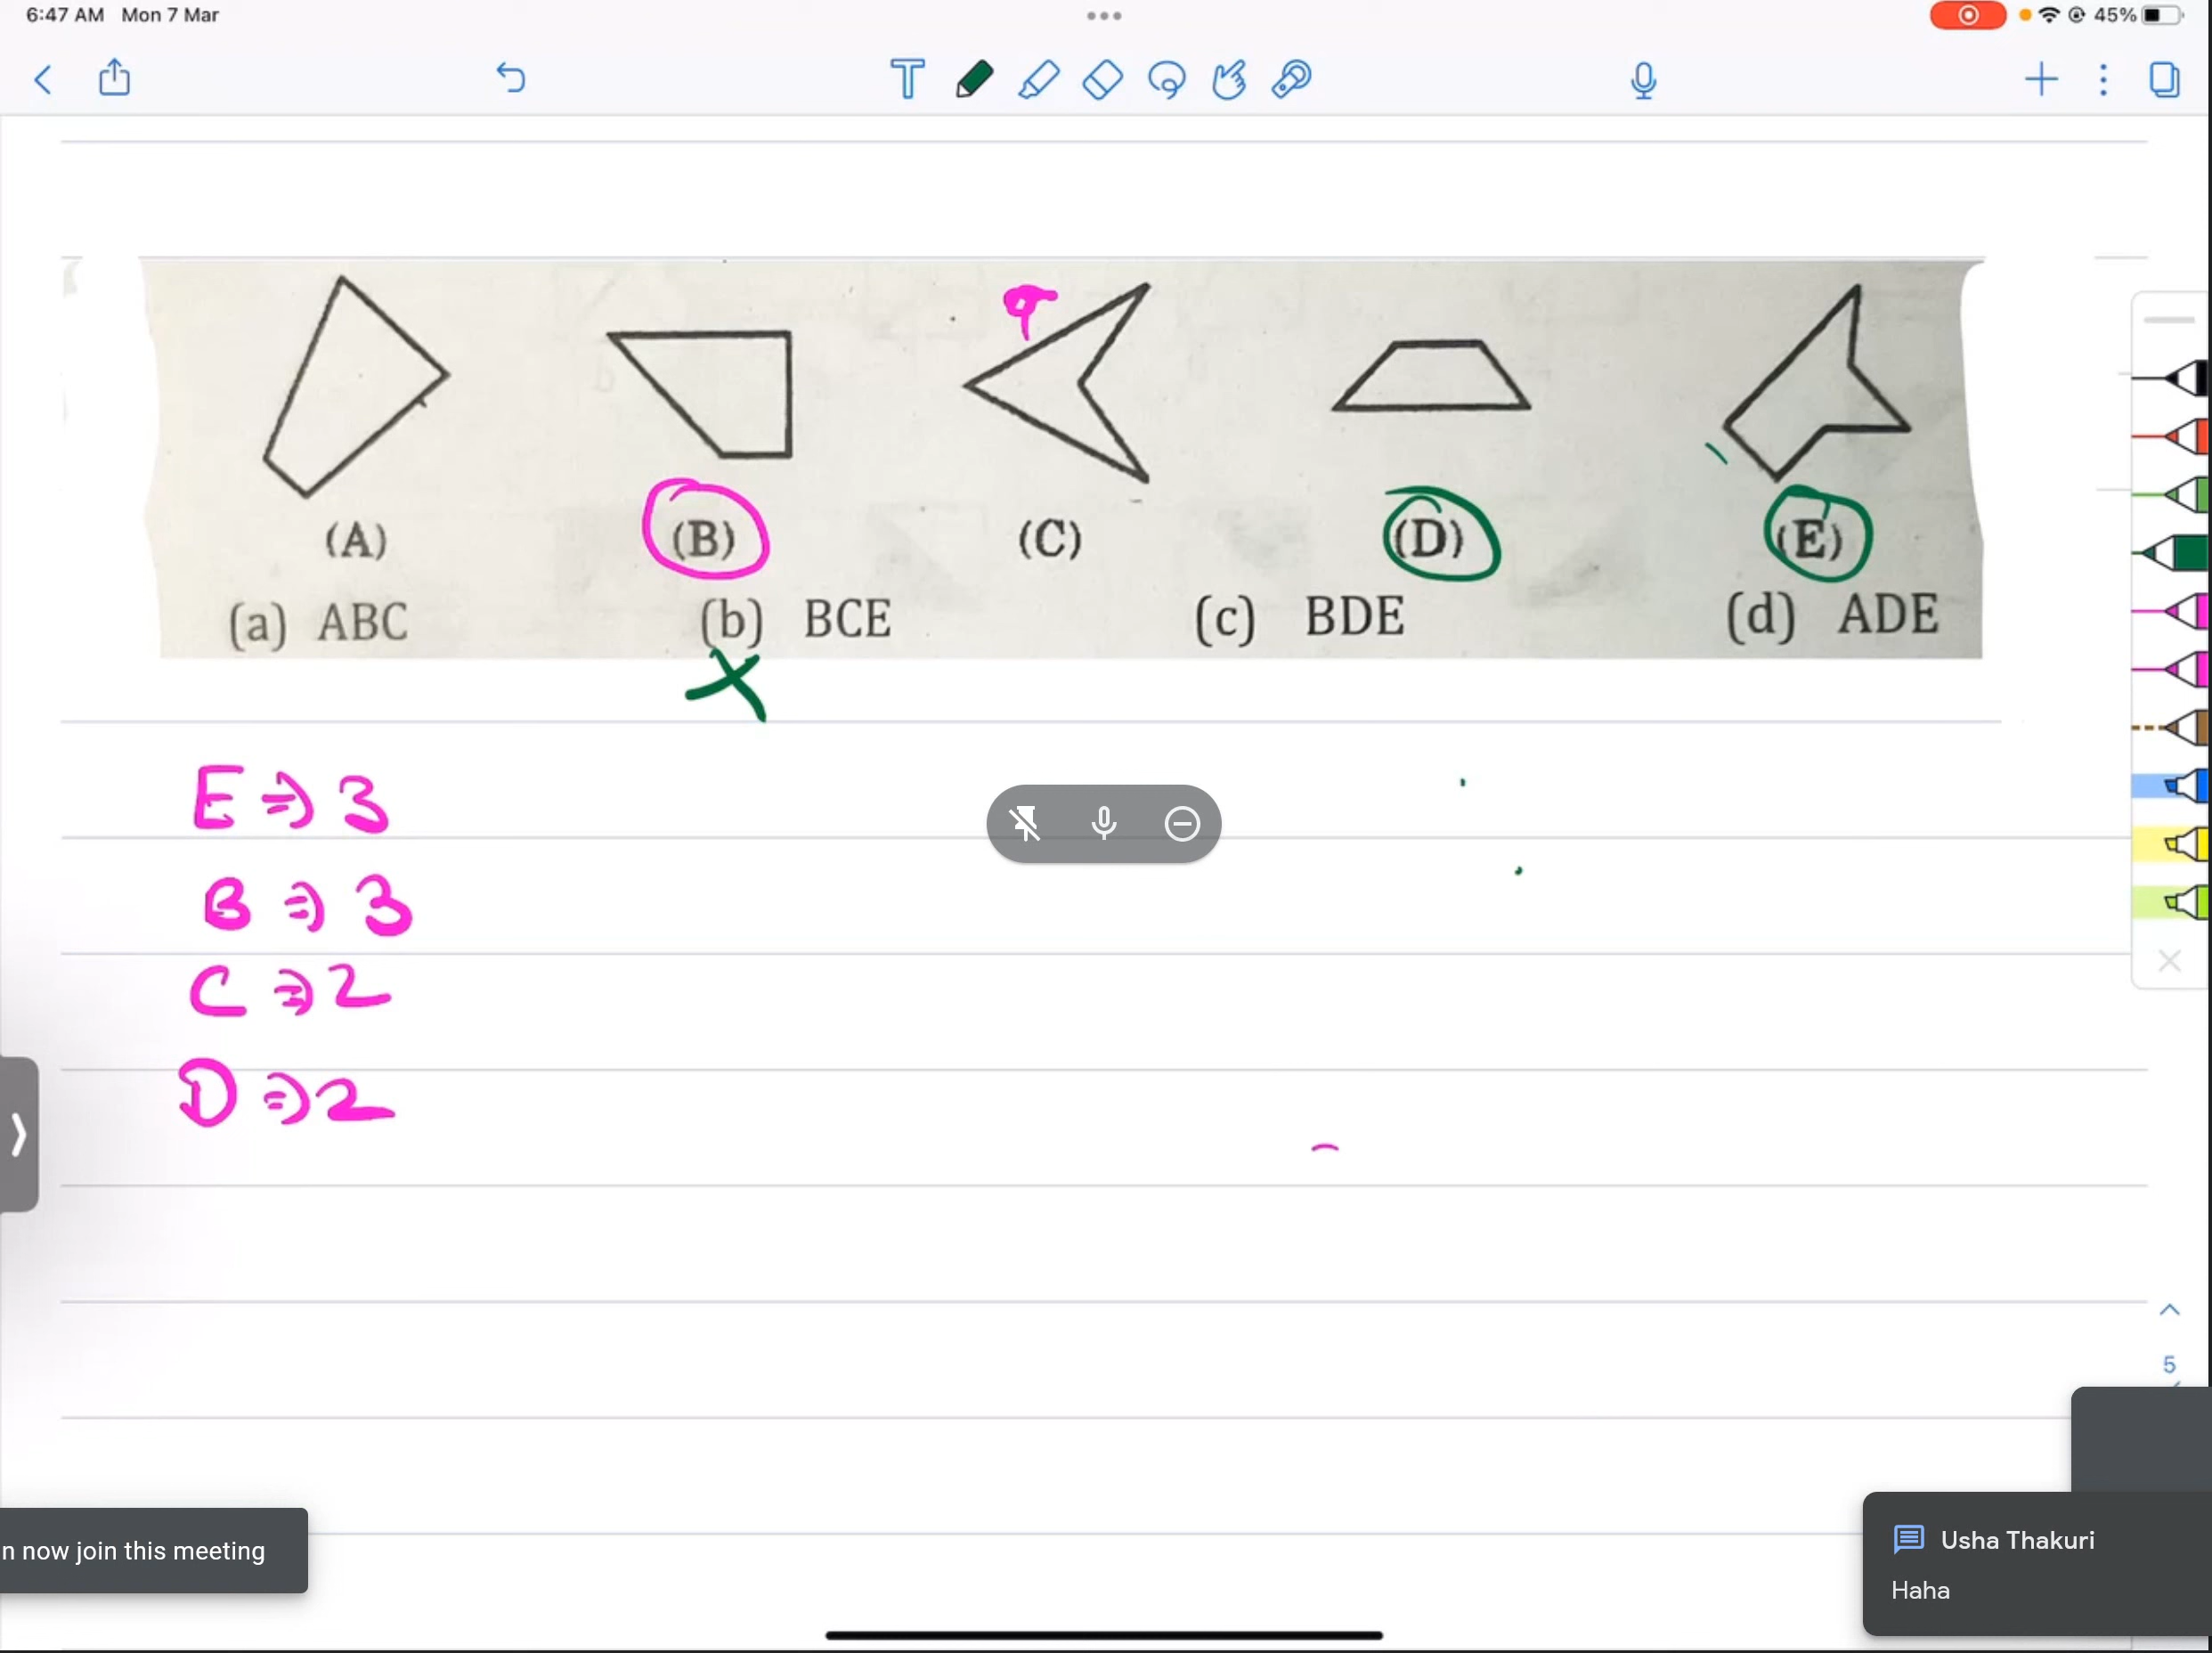 6:47 AM Mon 7 Mar
45%
T
(A) (B) (C) (D) (E)
(a) ABC (b) BCE (c) BDE (d) ADE
E ⇒ 3
B ⇒ 3
C ⇒ 2
D ⇒ 2
5
n now join this meeting
Usha Thakuri
Haha